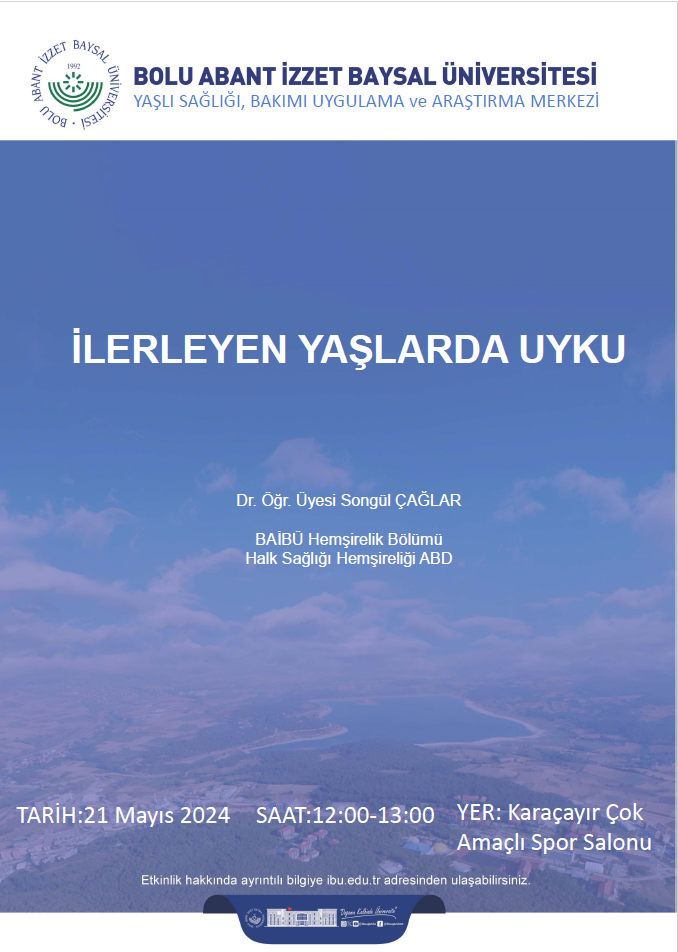 BOLU ABANT İZZET BAYSAL ÜNİVERSİTESİ
1992
BOLU ABANT İZZET BAYSAL ÜNİVERSİTESİ
YAŞLI SAĞLIĞI, BAKIMI UYGULAMA ve ARAŞTIRMA MERKEZİ
İLERLEYEN YAŞLARDA UYKU
Dr. Öğr. Üyesi Songül ÇAĞLAR
BAİBÜ Hemşirelik Bölümü
Halk Sağlığı Hemşireliği ABD
TARİH:21 Mayıs 2024 SAAT:12:00-13:00 YER: Karaçayır Çok
Amaçlı Spor Salonu
Etkinlik hakkında ayrıntılı bilgiye ibu.edu.tr adresinden ulaşabilirsiniz.